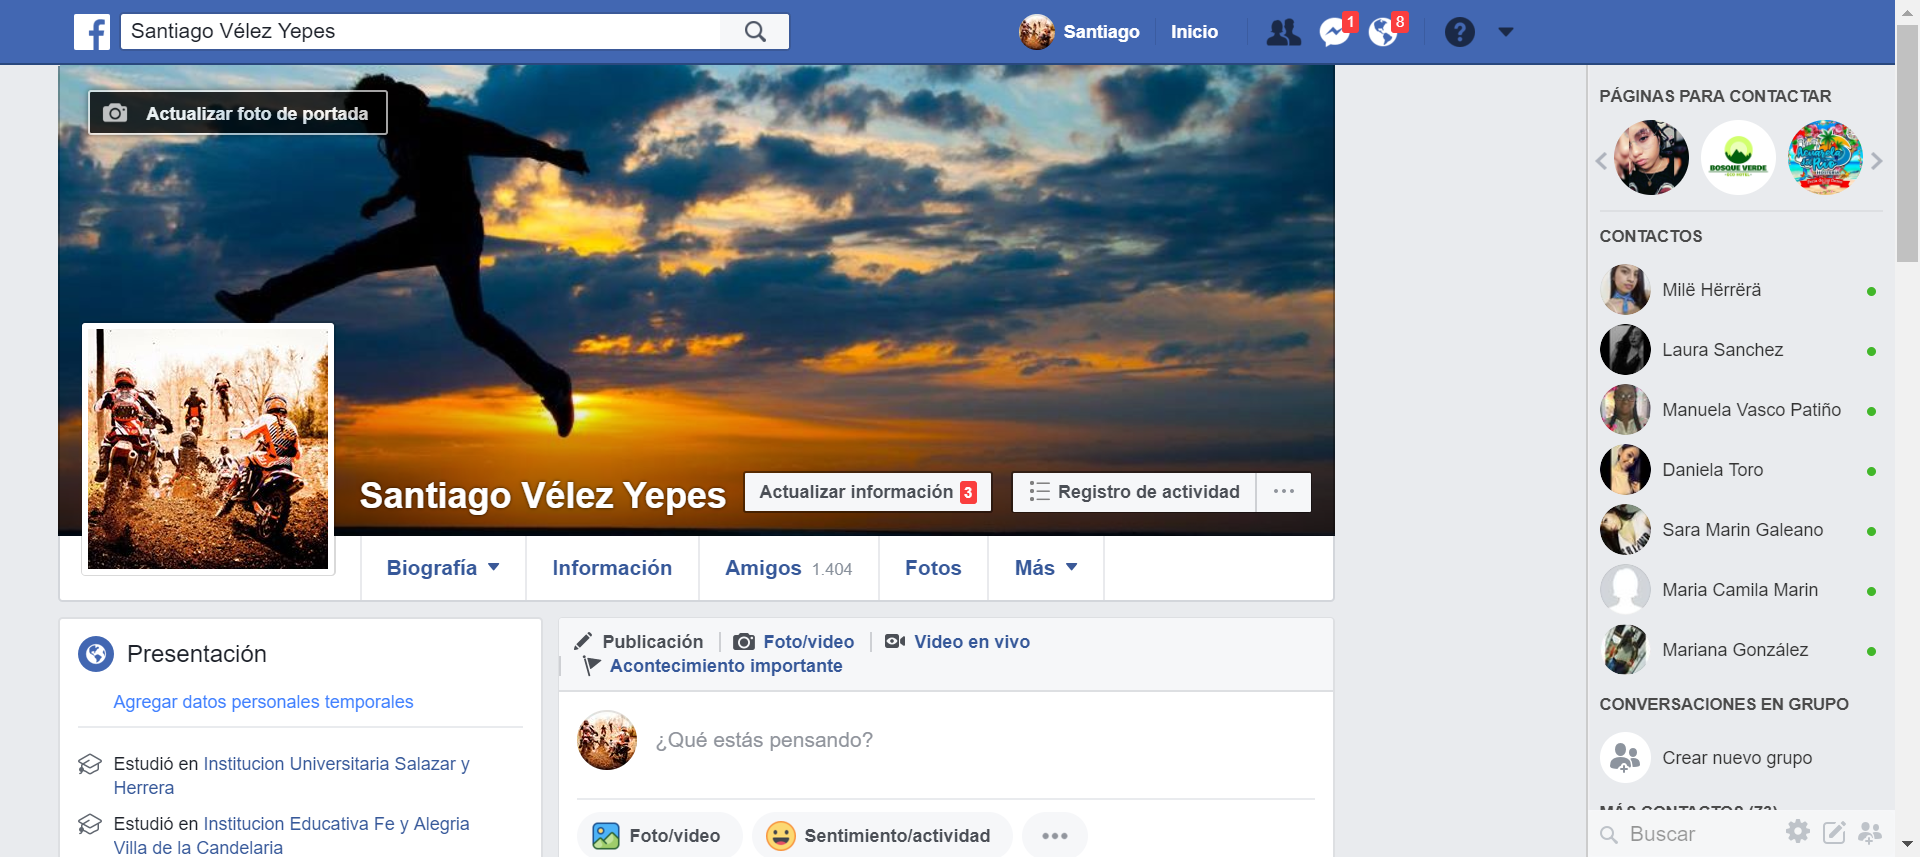 Santiago Vélez Yepes
Santiago
Inicio
1
8
?
Actualizar foto de portada
Santiago Vélez Yepes
Actualizar información 3
Registro de actividad
Biografía
Información
Amigos 1.404
Fotos
Más
Presentación
Agregar datos personales temporales
Estudió en Institucion Universitaria Salazar y
Herrera
Estudió en Institucion Educativa Fe y Alegria
Villa de la Candelaria
Publicación
Foto/video
Video en vivo
Acontecimiento importante
¿Qué estás pensando?
Foto/video
Sentimiento/actividad
PÁGINAS PARA CONTACTAR
BOSQUE VERDE
CONTACTOS
Milë Hërrërä
Laura Sanchez
Manuela Vasco Patiño
Daniela Toro
Sara Marin Galeano
Maria Camila Marin
Mariana González
CONVERSACIONES EN GRUPO
Crear nuevo grupo
MÁS CONTACTOS (73)
Buscar